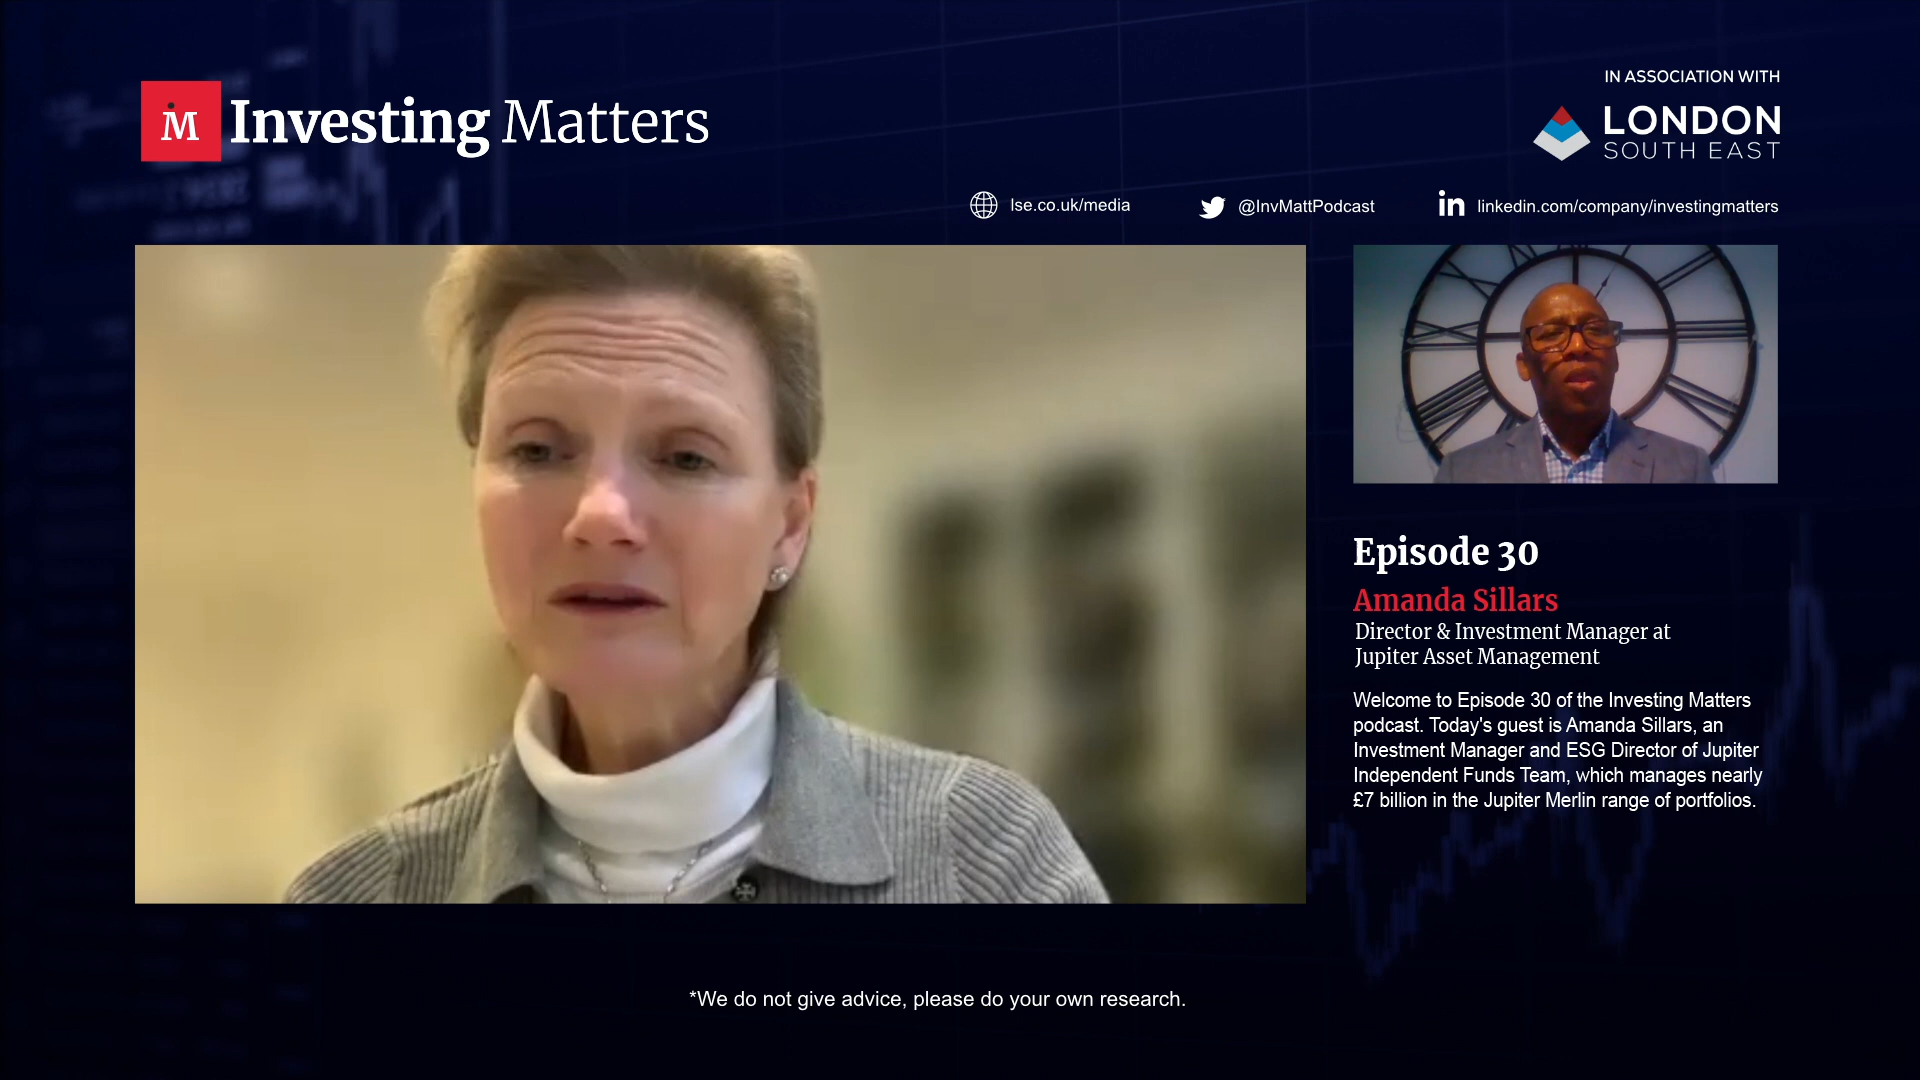 M Investing Matters
IN ASSOCIATION WITH
LONDON
SOUTH EAST
lse.co.uk/media
@InvMattPodcast
in linkedin.com/company/investingmatters
Episode 30
Amanda Sillars
Director & Investment Manager at
Jupiter Asset Management
Welcome to Episode 30 of the Investing Matters
podcast. Today's guest is Amanda Sillars, an
Investment Manager and ESG Director of Jupiter
Independent Funds Team, which manages nearly
£7 billion in the Jupiter Merlin range of portfolios.
*We do not give advice, please do your own research.